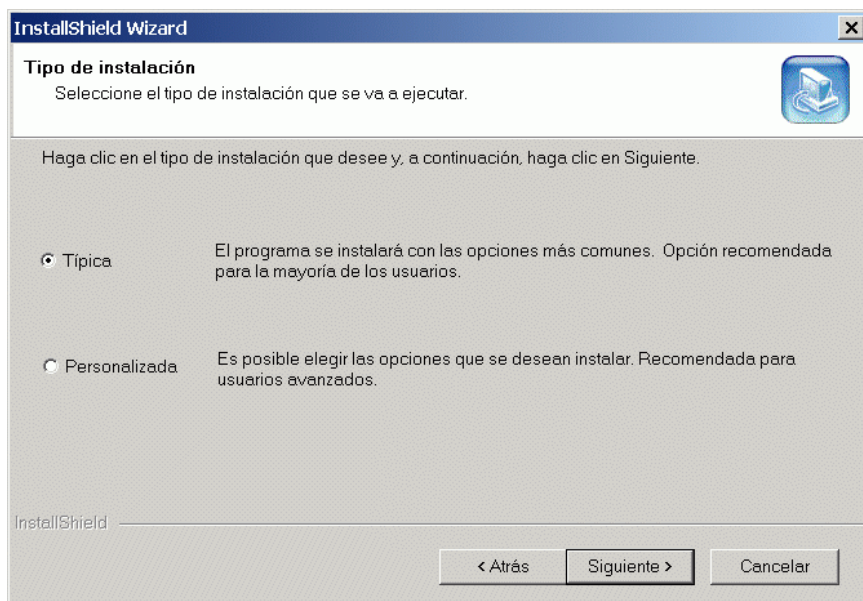 InstallShield Wizard
Tipo de instalación
Seleccione el tipo de instalación que se va a ejecutar.
Haga clic en el tipo de instalación que desee y, a continuación, haga clic en Siguiente.
Típica
El programa se instalará con las opciones más comunes. Opción recomendada
para la mayoría de los usuarios.
Personalizada
Es posible elegir las opciones que se desean instalar. Recomendada para
usuarios avanzados.
InstallShield
< Atrás
Siguiente >
Cancelar